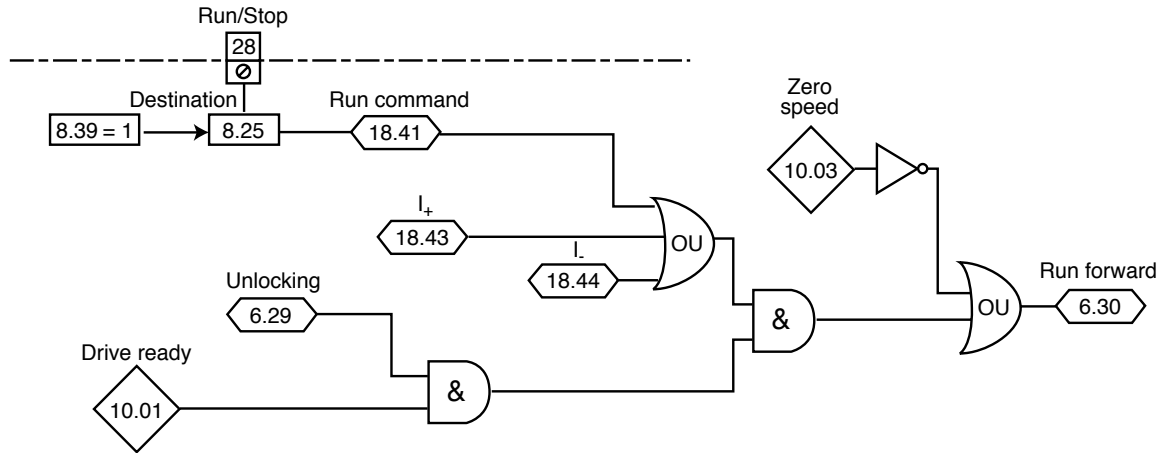 Run/Stop
28
Destination
Run command
8.39 = 1
8.25
18.41
Zero
speed
10.03
I+
18.43
OU
I-
18.44
Unlocking
6.29
&
OU
Run forward
6.30
Drive ready
10.01
&